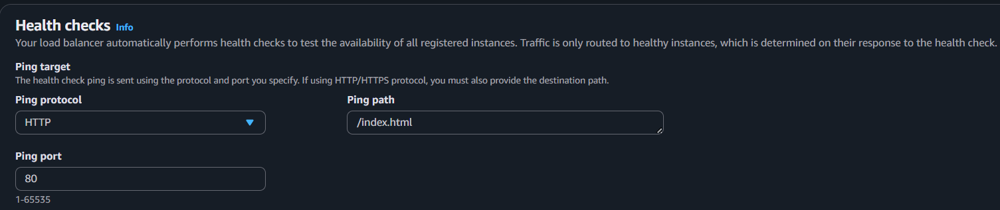 Health checks Info
Your load balancer automatically performs health checks to test the availability of all registered instances. Traffic is only routed to healthy instances, which is determined on their response to the health check.
Ping target
The health check ping is sent using the protocol and port you specify. If using HTTP/HTTPS protocol, you must also provide the destination path.
Ping protocol
HTTP
Ping path
/index.html
Ping port
80
1-65535